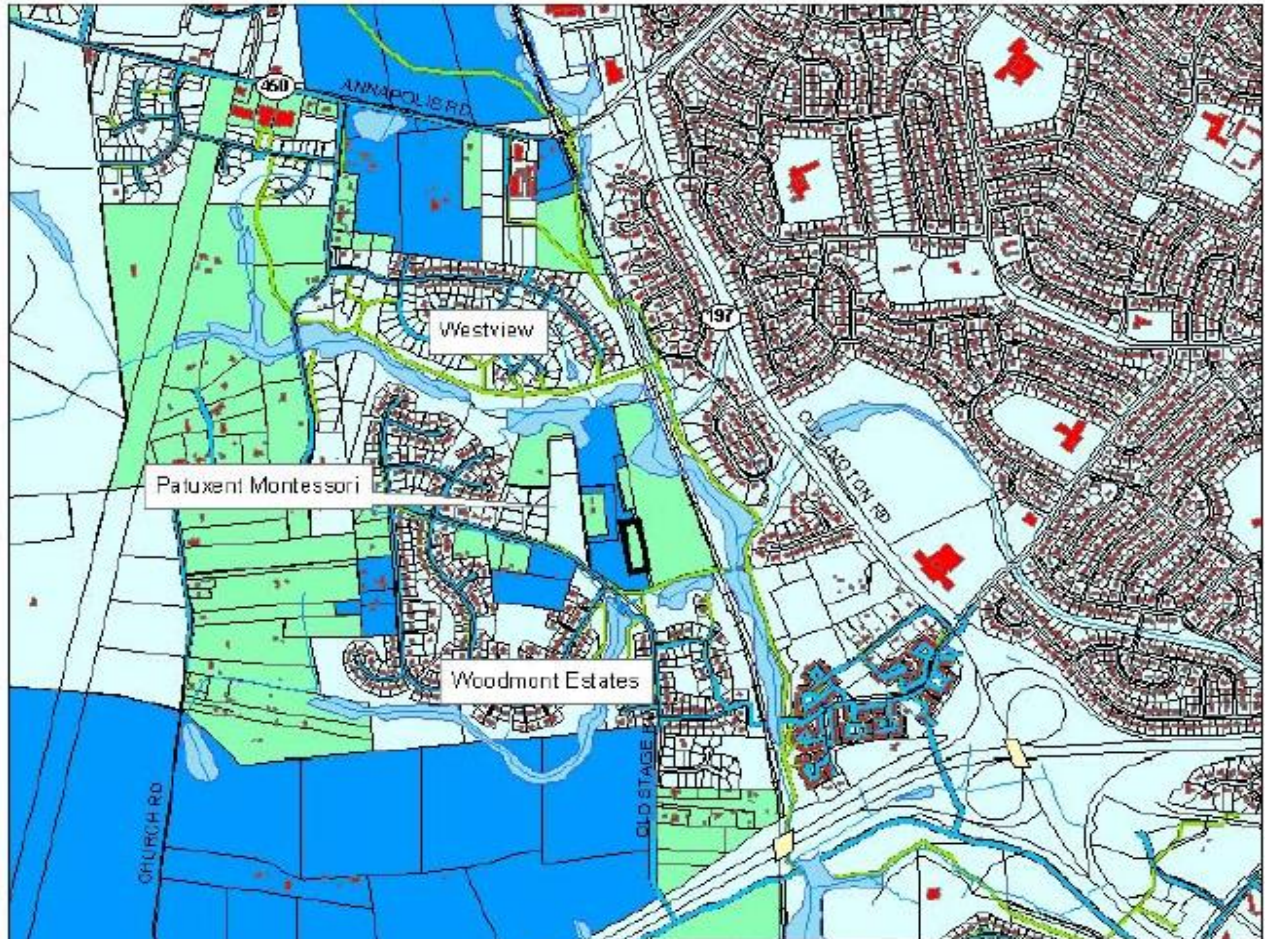 450
ANNAPOLIS RD
Westview
197
Patuxent Montessori
Woodmont Estates
OLD STAGE
CHURCH RD